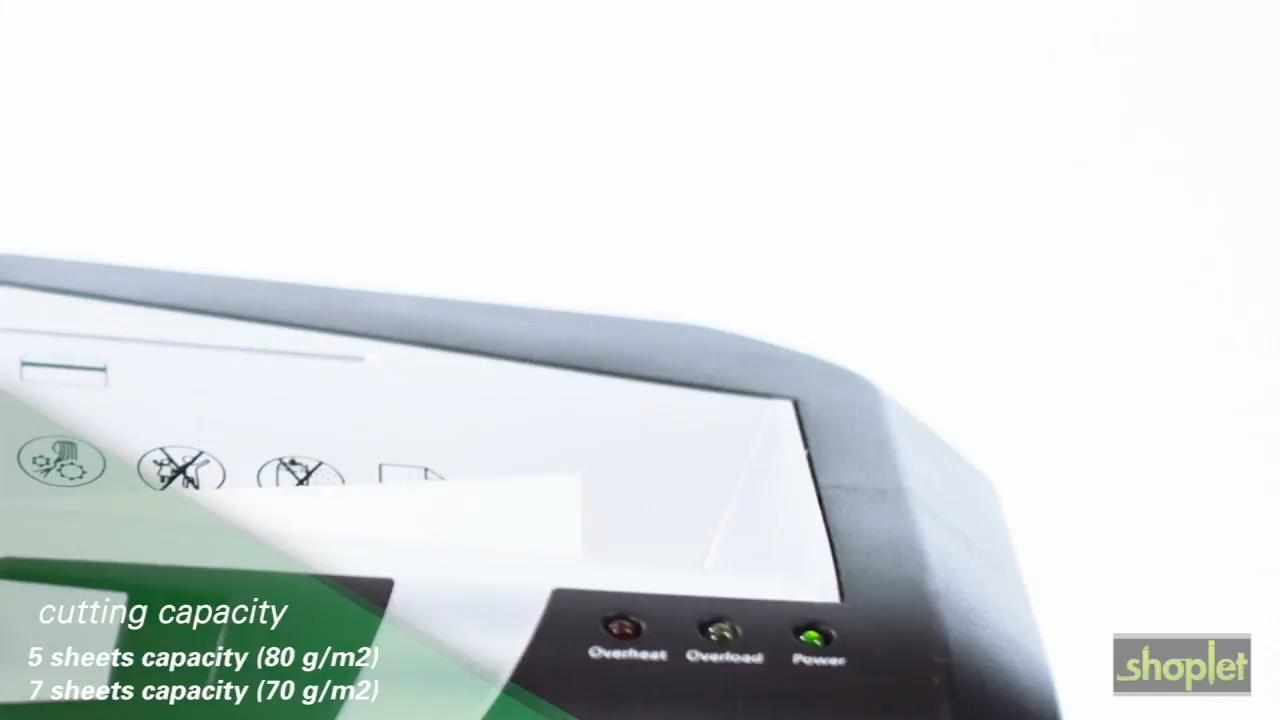 Overheat Overload Power
cutting capacity
5 sheets capacity (80 g/m2)
7 sheets capacity (70 g/m2)
shoplet